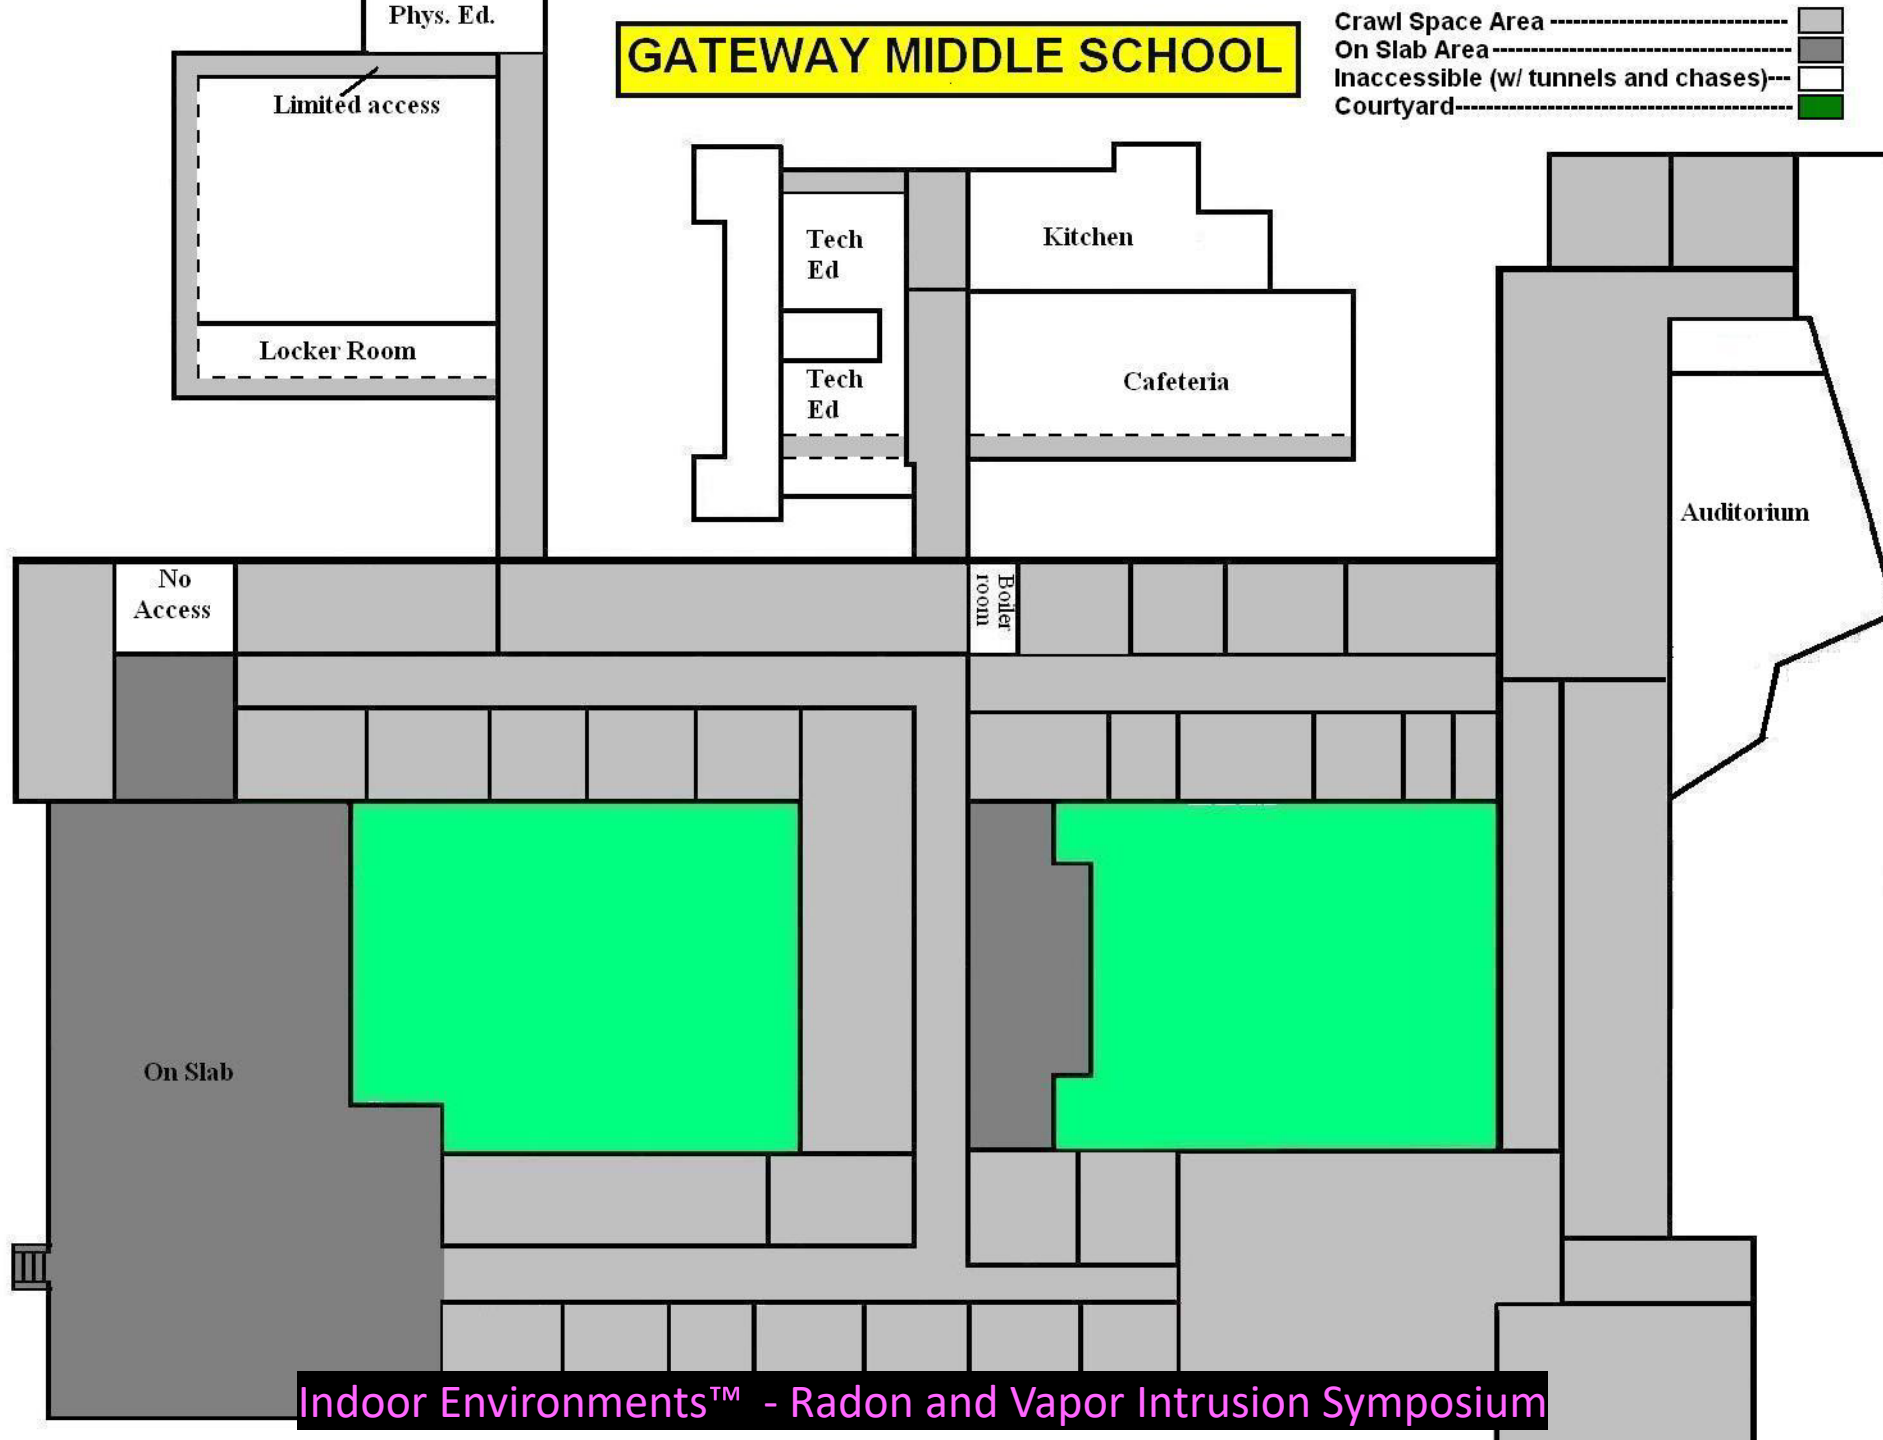 Phys. Ed.
GATEWAY MIDDLE SCHOOL
Crawl Space Area
On Slab Area
Inaccessible (w/ tunnels and chases)
Courtyard
Limited access
Locker Room
Tech
Ed
Kitchen
Tech
Ed
Cafeteria
Auditorium
No
Access
Boiler
room
On Slab
Indoor Environments™ - Radon and Vapor Intrusion Symposium